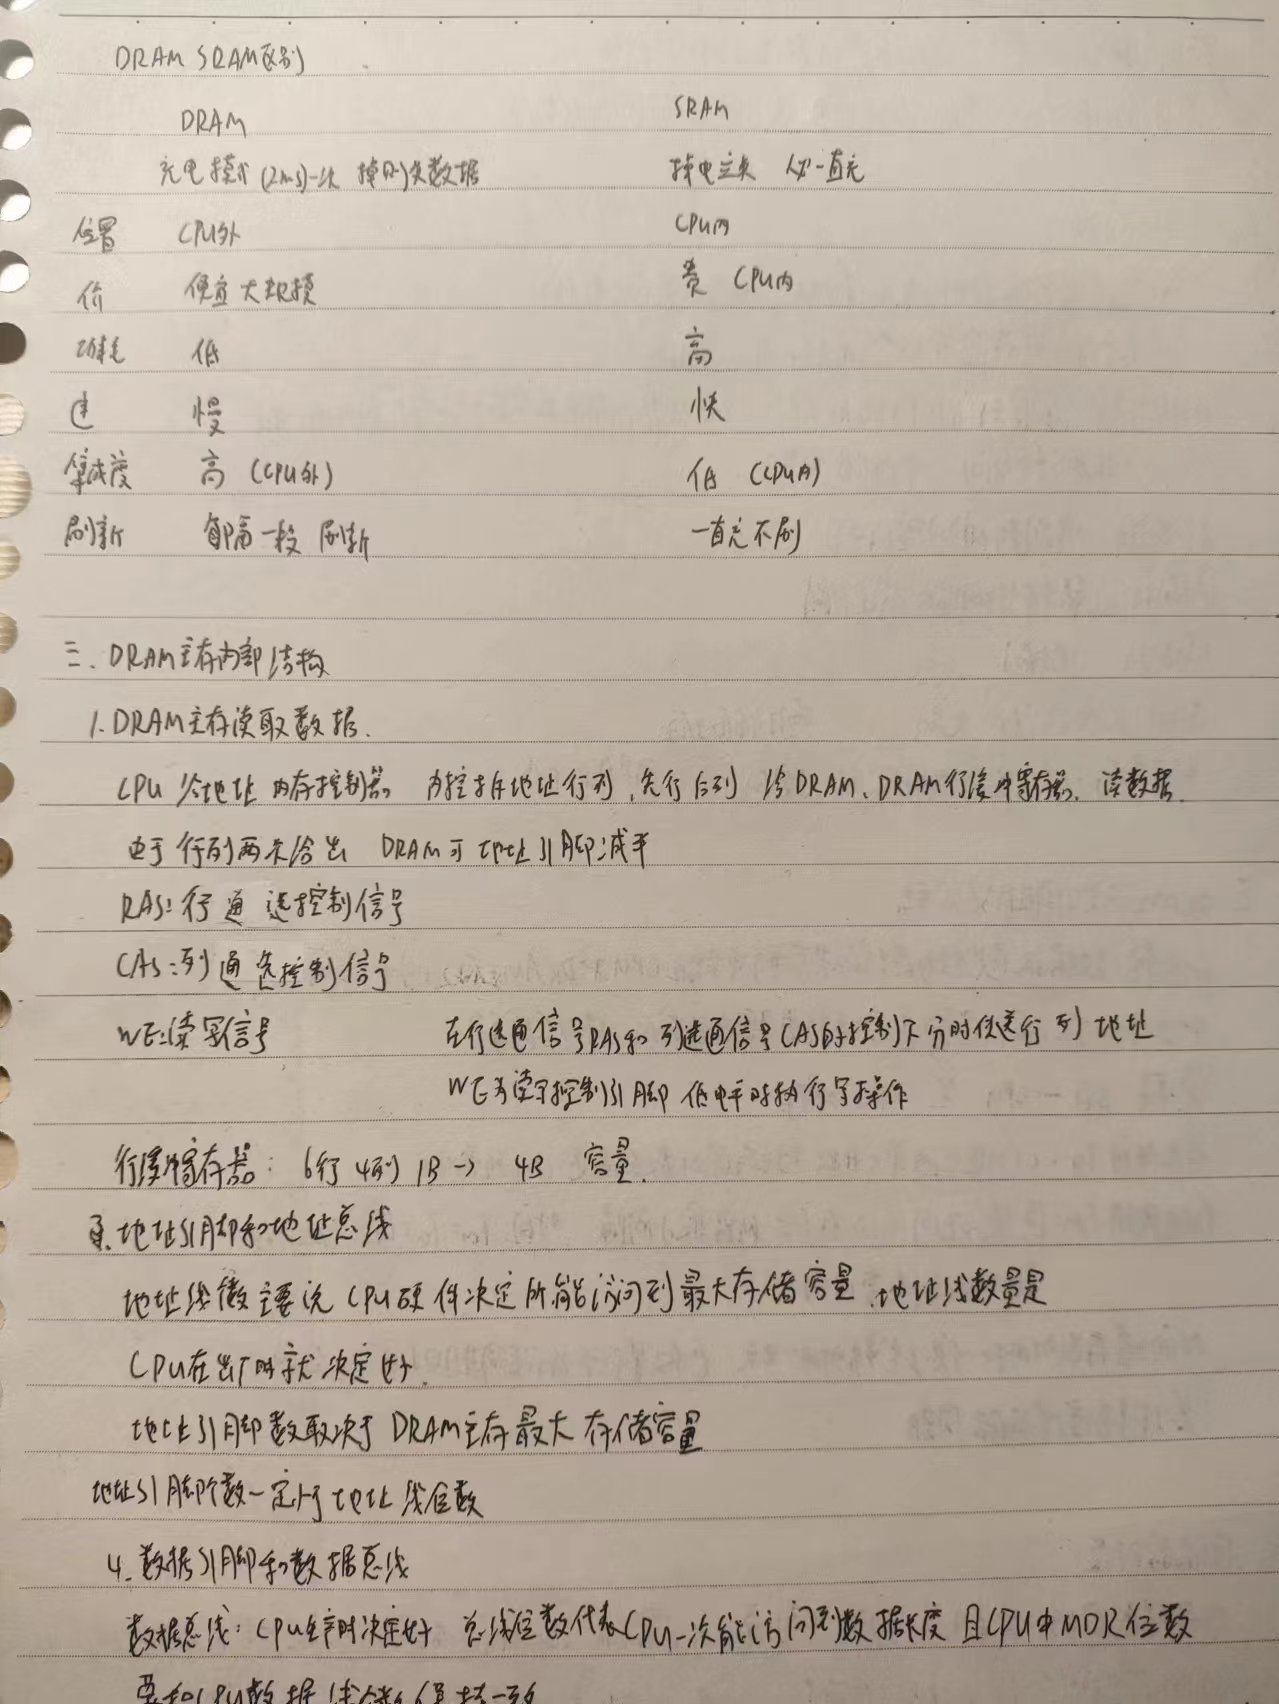 DRAM SRAM区别
DRAM SRAM
充电模式(2ms)一次 掉时)失数据 掉电立失 必一直充
位置 CPU外 CPU内
价 便宜大规模 贵 CPU内
功耗 低 高
速 慢 快
集成度 高 (CPU外) 低 (CPU内)
刷新 每隔一段 刷新 一直充不刷
三. DRAM主存内部结构
1. DRAM主存读取数据.
CPU 给地址 内存控制器 内控拆地址行列,先行后列 给DRAM、DRAM行缓冲寄存器. 读数据.
由于行列两次给出 DRAM可地址引脚减半
RAS:行通选控制信号
CAS:列通选控制信号
WE:读写信号 在行选通信号RAS和列选通信号CAS的控制下分时传送行列地址
WE为读写控制引脚 低电平时执行写操作
行缓冲寄存器: 6行 4列 1B -> 4B 容量.
地址引脚和地址总线
地址线数主要说 CPU硬件决定所能访问到最大存储容量.地址线数量是
CPU在出厂时就决定好.
地址引脚数取决于DRAM主存最大存储容量
地址引脚个数一定小于地址线位数
4. 数据引脚和数据总线
数据总线: CPU生产时决定好 总线位数代表CPU一次能访问到数据长度 且CPU中MDR位数
要和CPU数据线位数保持一致